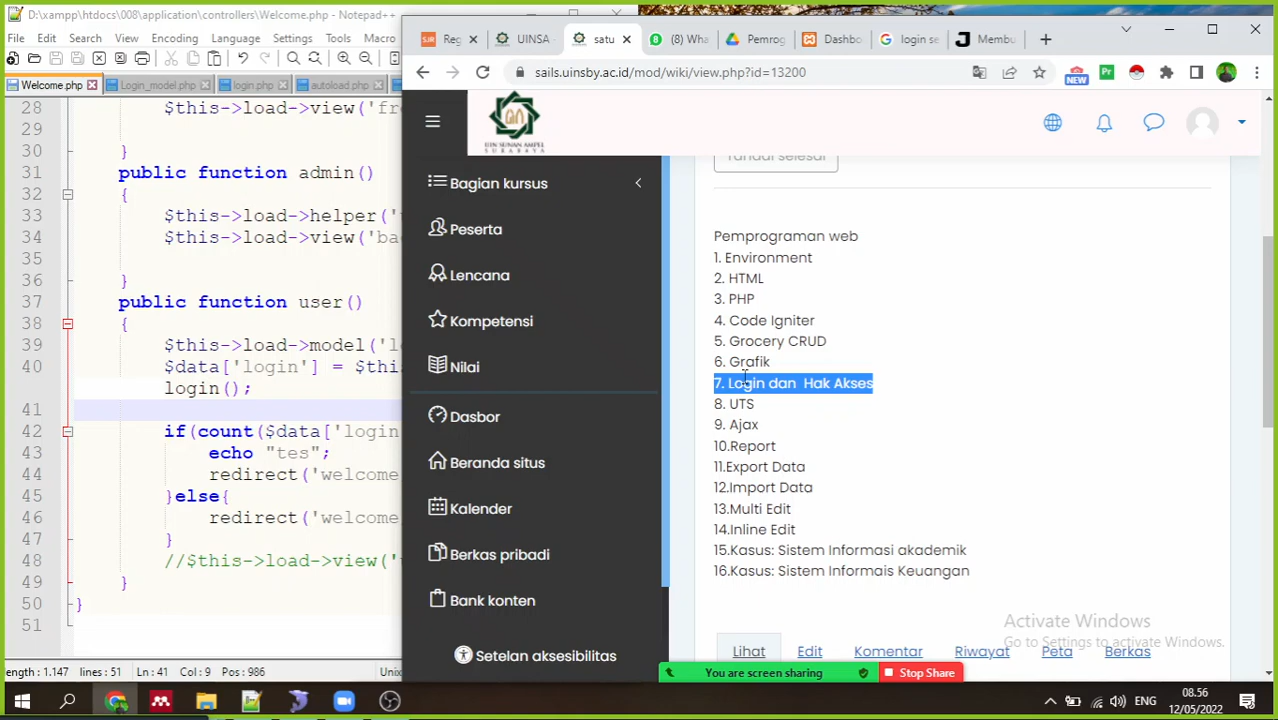 D:\xampp\htdocs\008\application\controllers\Welcome.php - Notepad++
File Edit Search View Encoding Language Settings Tools Macro
Welcome.php Login_model.php login.php autoload.php
28 $this->load->view('fr
29
30 }
31 public function admin()
32 {
33 $this->load->helper('
34 $this->load->view('ba
35
36 }
37 public function user()
38 {
39 $this->load->model('l
40 $data['login'] = $this
login();
41
42 if(count($data['login
43 echo "tes";
44 redirect('welcome
45 }else{
46 redirect('welcome
47 }
48 //$this->load->view('
49 }
50 }
51
length : 1.147 lines : 51 Ln : 41 Col : 9 Pos : 986 Unix
Reg UINSA satu (8) Wha Pemrog Dashbo login se Membu
sails.uinsby.ac.id/mod/wiki/view.php?id=13200
NEW
Pr
UIN SUNAN AMPEL
SURABAYA
Bagian kursus
Peserta
Lencana
Kompetensi
Nilai
Dasbor
Beranda situs
Kalender
Berkas pribadi
Bank konten
Setelan aksesibilitas
Tandai selesai
Pemprograman web
1. Environment
2. HTML
3. PHP
4. Code Igniter
5. Grocery CRUD
6. Grafik
7. Login dan Hak Akses
8. UTS
9. Ajax
10.Report
11.Export Data
12.Import Data
13.Multi Edit
14.Inline Edit
15.Kasus: Sistem Informasi akademik
16.Kasus: Sistem Informais Keuangan
Activate Windows
Go to Settings to activate Windows.
Lihat Edit Komentar Riwayat Peta Berkas
You are screen sharing Stop Share
ENG
08.56
12/05/2022